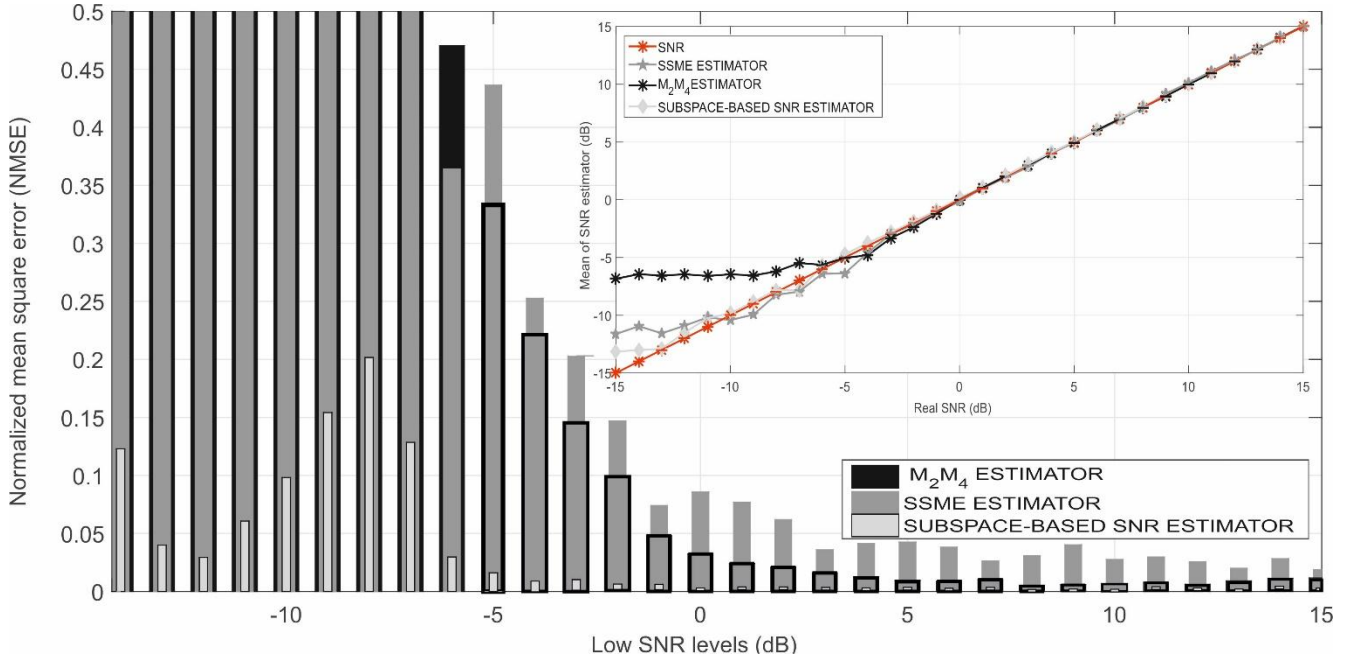 0.5
0.45
0.4
0.35
0.3
0.25
0.2
0.15
0.1
0.05
0
Normalized mean square error (NMSE)
-10
-5
0
5
10
15
Low SNR levels (dB)
15
10
5
0
-5
-10
-15
Mean of SNR estimator (dB)
SNR
SSME ESTIMATOR
M2M4 ESTIMATOR
SUBSPACE-BASED SNR ESTIMATOR
-15
-10
-5
0
5
10
15
Real SNR (dB)
M2M4 ESTIMATOR
SSME ESTIMATOR
SUBSPACE-BASED SNR ESTIMATOR